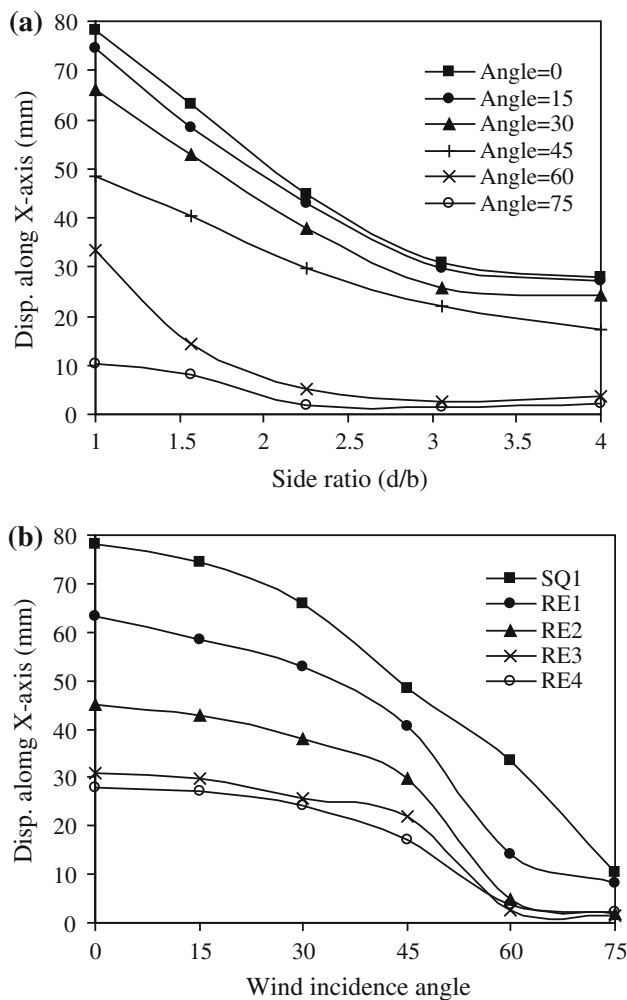 (a)
80
70
60
50
40
30
20
10
0
Disp. along X-axis (mm)
Angle=0
Angle=15
Angle=30
Angle=45
Angle=60
Angle=75
1
1.5
2
2.5
3
3.5
4
Side ratio (d/b)
(b)
80
70
60
50
40
30
20
10
0
Disp. alomg X-axis (mm)
SQ1
RE1
RE2
RE3
RE4
0
15
30
45
60
75
Wind incidence angle